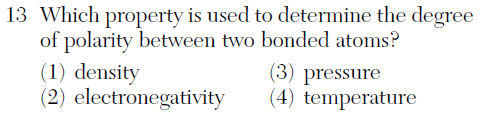 13 Which property is used to determine the degree
of polarity between two bonded atoms?
(1) density (3) pressure
(2) electronegativity (4) temperature